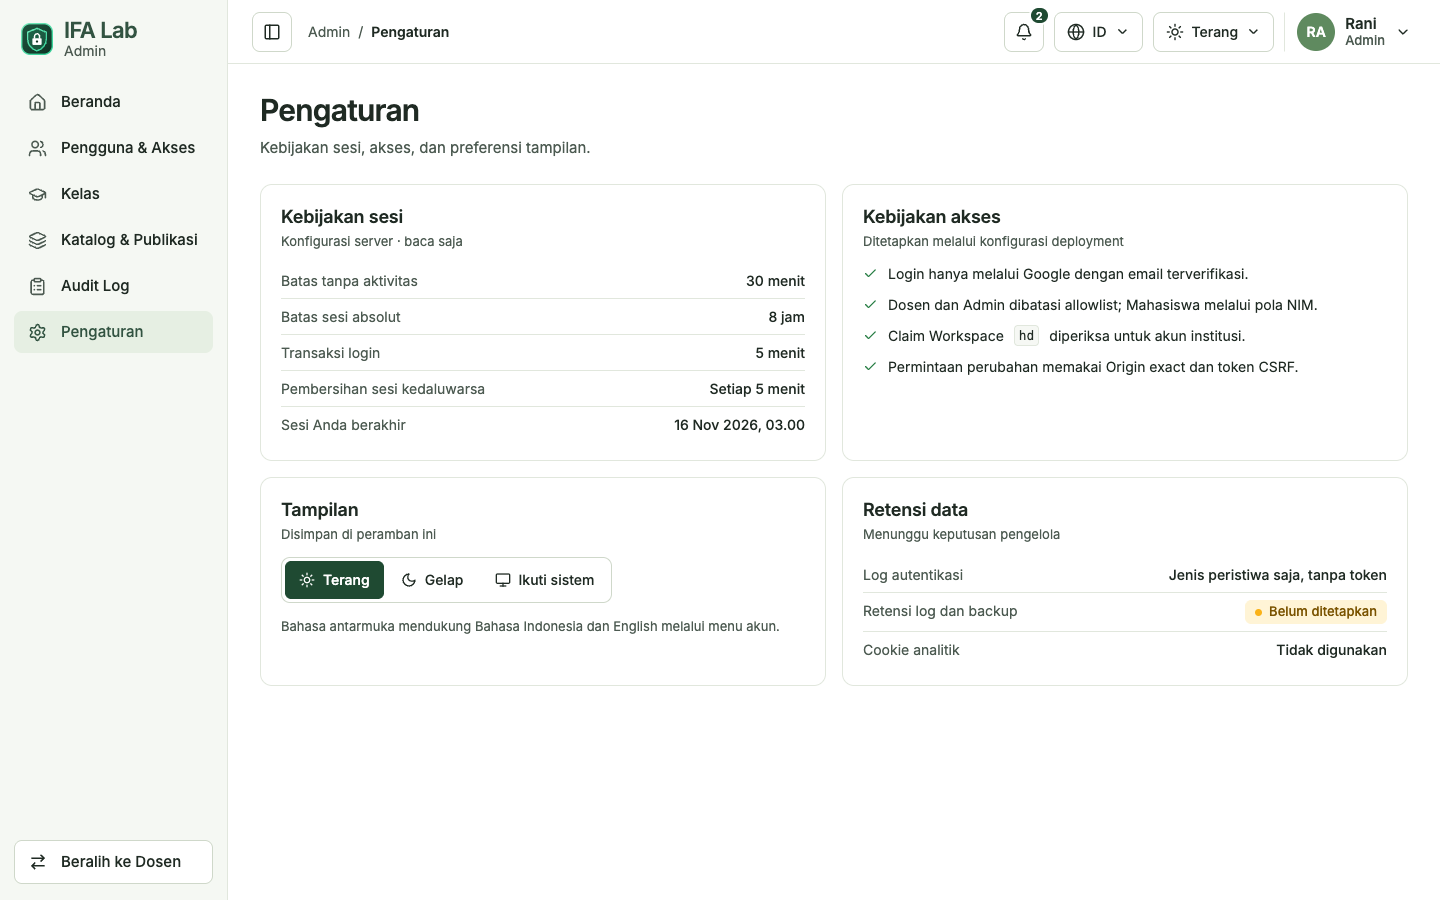 IFA Lab
Admin
Beranda
Pengguna & Akses
Kelas
Katalog & Publikasi
Audit Log
Pengaturan
Beralih ke Dosen
Admin / Pengaturan
2
ID
Terang
RA
Rani
Admin
Pengaturan
Kebijakan sesi, akses, dan preferensi tampilan.
Kebijakan sesi
Konfigurasi server · baca saja
Batas tanpa aktivitas 30 menit
Batas sesi absolut 8 jam
Transaksi login 5 menit
Pembersihan sesi kedaluwarsa Setiap 5 menit
Sesi Anda berakhir 16 Nov 2026, 03.00
Kebijakan akses
Ditetapkan melalui konfigurasi deployment
Login hanya melalui Google dengan email terverifikasi.
Dosen dan Admin dibatasi allowlist; Mahasiswa melalui pola NIM.
Claim Workspace hd diperiksa untuk akun institusi.
Permintaan perubahan memakai Origin exact dan token CSRF.
Tampilan
Disimpan di peramban ini
Terang Gelap Ikuti sistem
Bahasa antarmuka mendukung Bahasa Indonesia dan English melalui menu akun.
Retensi data
Menunggu keputusan pengelola
Log autentikasi Jenis peristiwa saja, tanpa token
Retensi log dan backup Belum ditetapkan
Cookie analitik Tidak digunakan